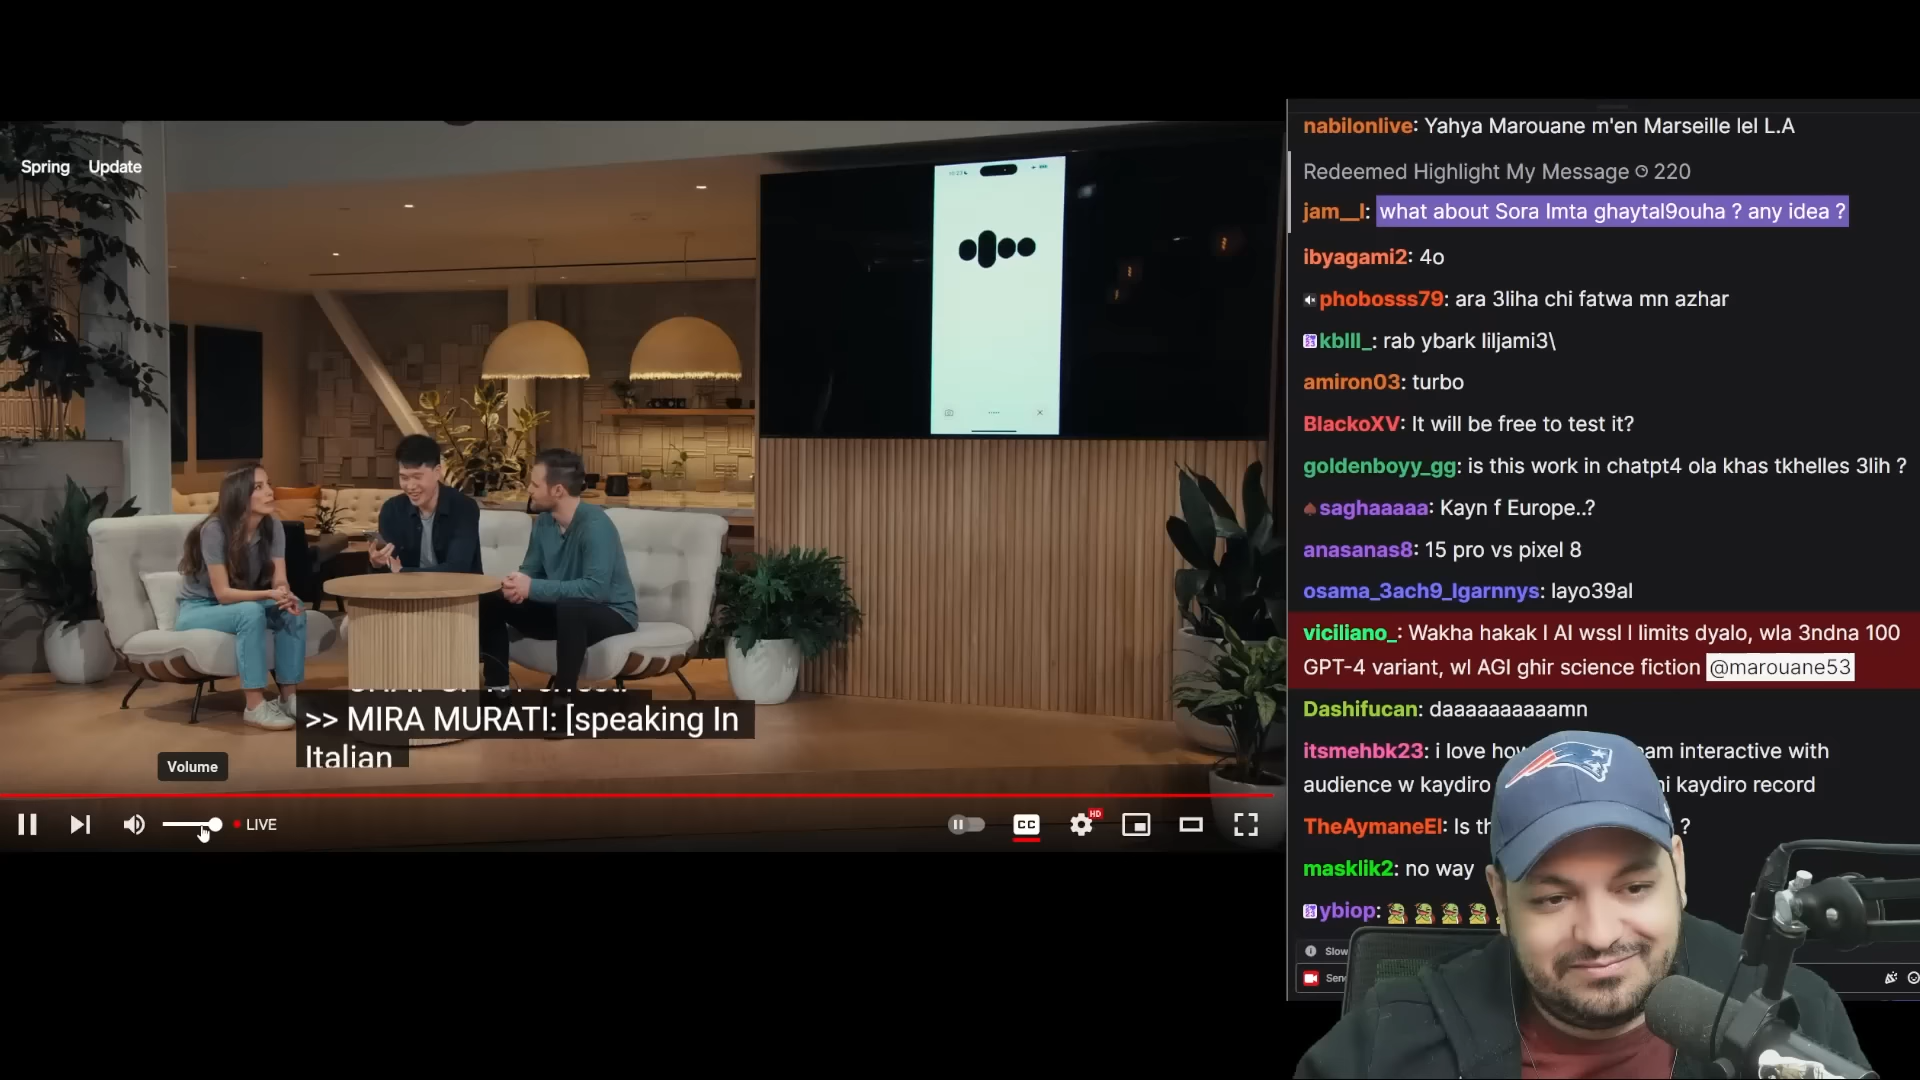 Spring Update
>> MIRA MURATI: [speaking In
Italian
Volume
LIVE
CC
HD
nabilonlive: Yahya Marouane m'en Marseille lel L.A
Redeemed Highlight My Message 220
jam__l: what about Sora lmta ghaytal9ouha ? any idea ?
ibyagami2: 4o
phobosss79: ara 3liha chi fatwa mn azhar
kblll_: rab ybark liljami3\
amiron03: turbo
BlackoXV: It will be free to test it?
goldenboyy_gg: is this work in chatpt4 ola khas tkhelles 3lih ?
saghaaaaa: Kayn f Europe..?
anasanas8: 15 pro vs pixel 8
osama_3ach9_lgarnnys: layo39al
viciliano_: Wakha hakak l AI wssl l limits dyalo, wla 3ndna 100
GPT-4 variant, wl AGI ghir science fiction @marouane53
Dashifucan: daaaaaaaaaamn
itsmehbk23: i love how interactive with
audience w kaydiro kaydiro record
TheAymaneEl: Is ?
masklik2: no way
ybiop:
Slow